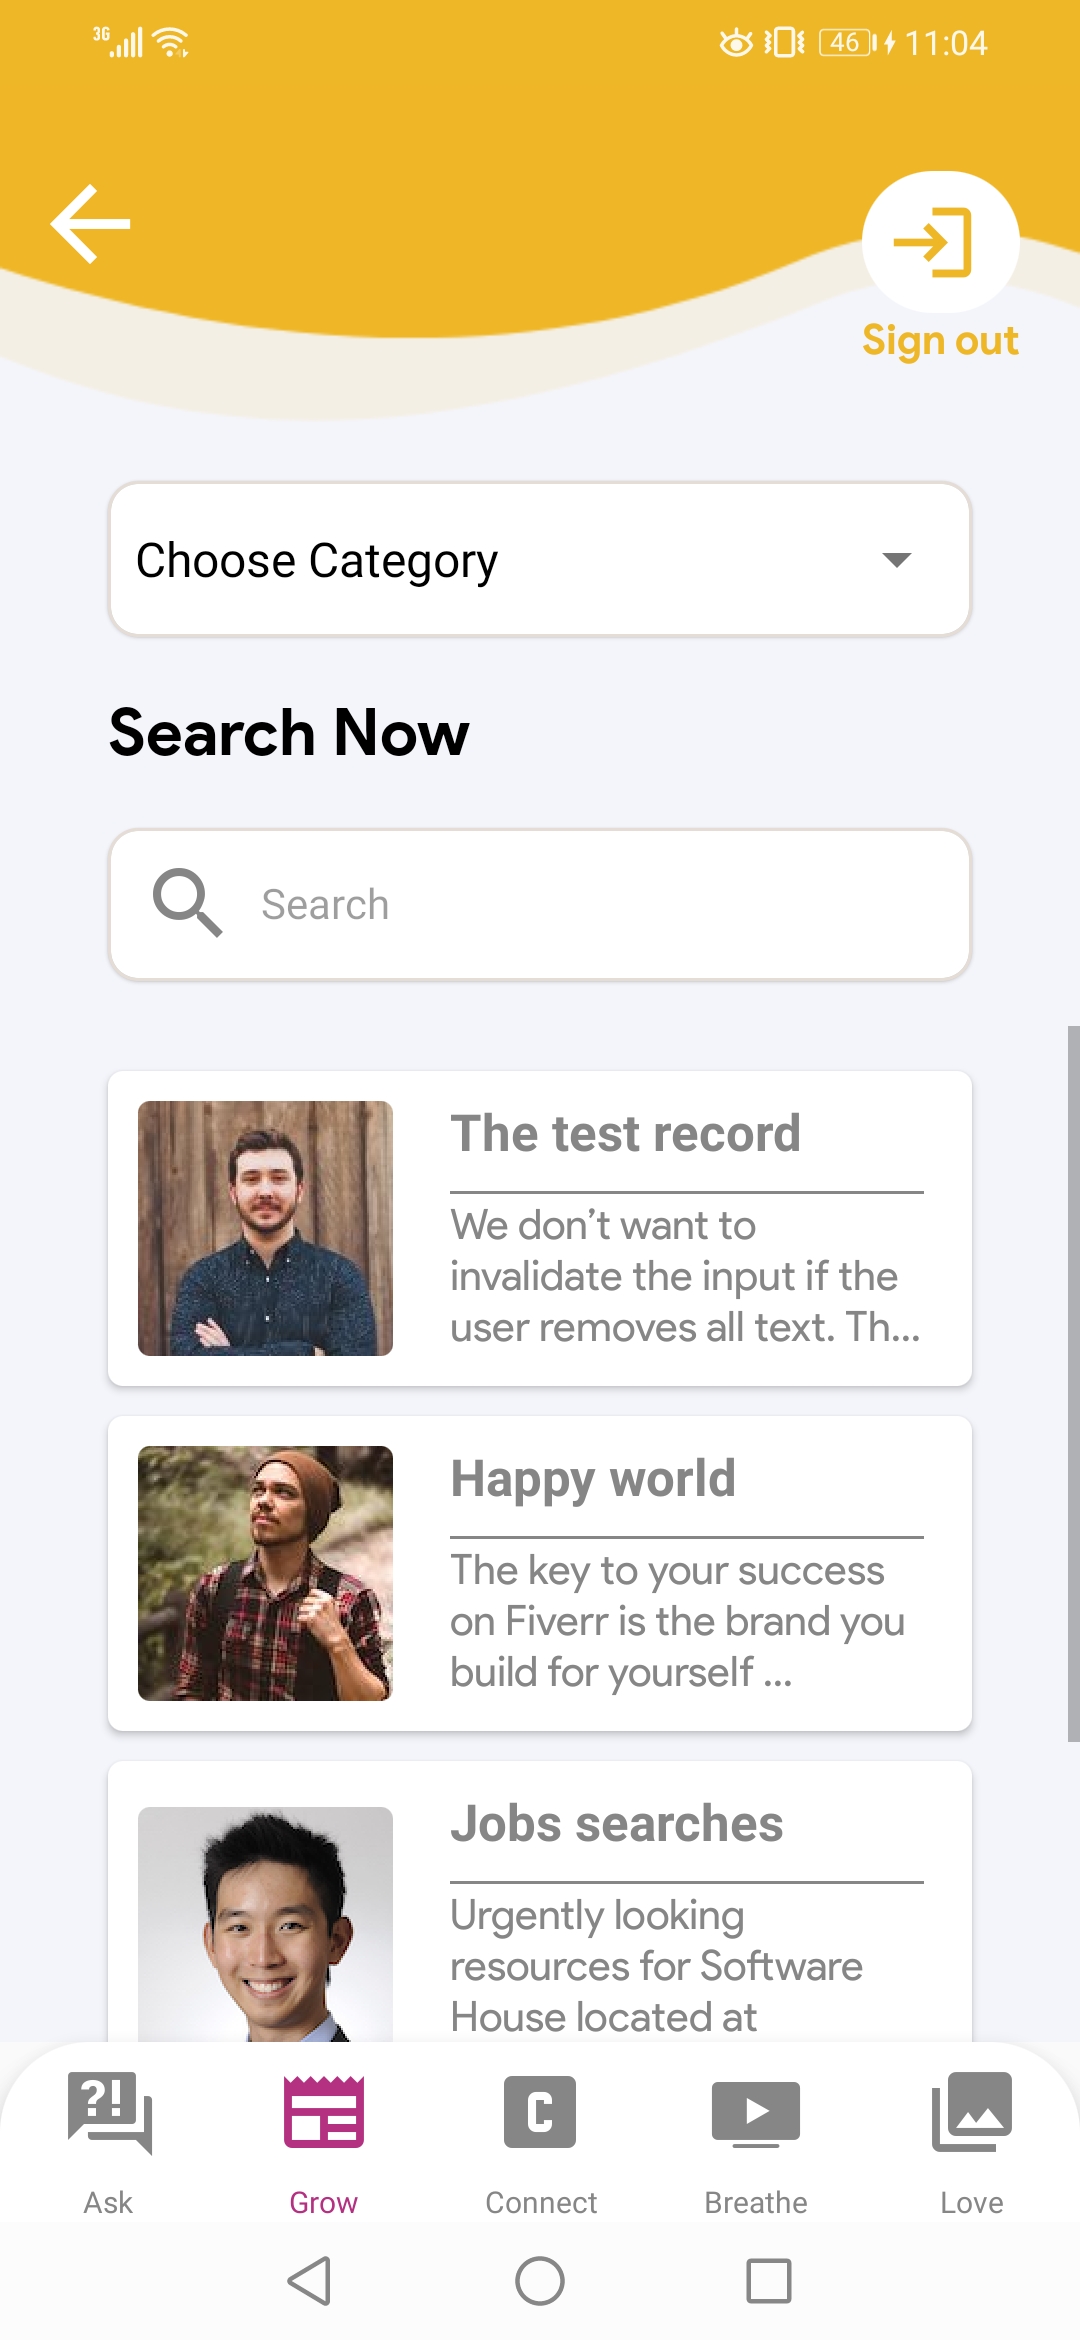 3G 46 11:04
Sign out
Choose Category
Search Now
Search
The test record
We don’t want to
invalidate the input if the
user removes all text. Th...
Happy world
The key to your success
on Fiverr is the brand you
build for yourself ...
Jobs searches
Urgently looking
resources for Software
House located at
?! C
Ask Grow Connect Breathe Love